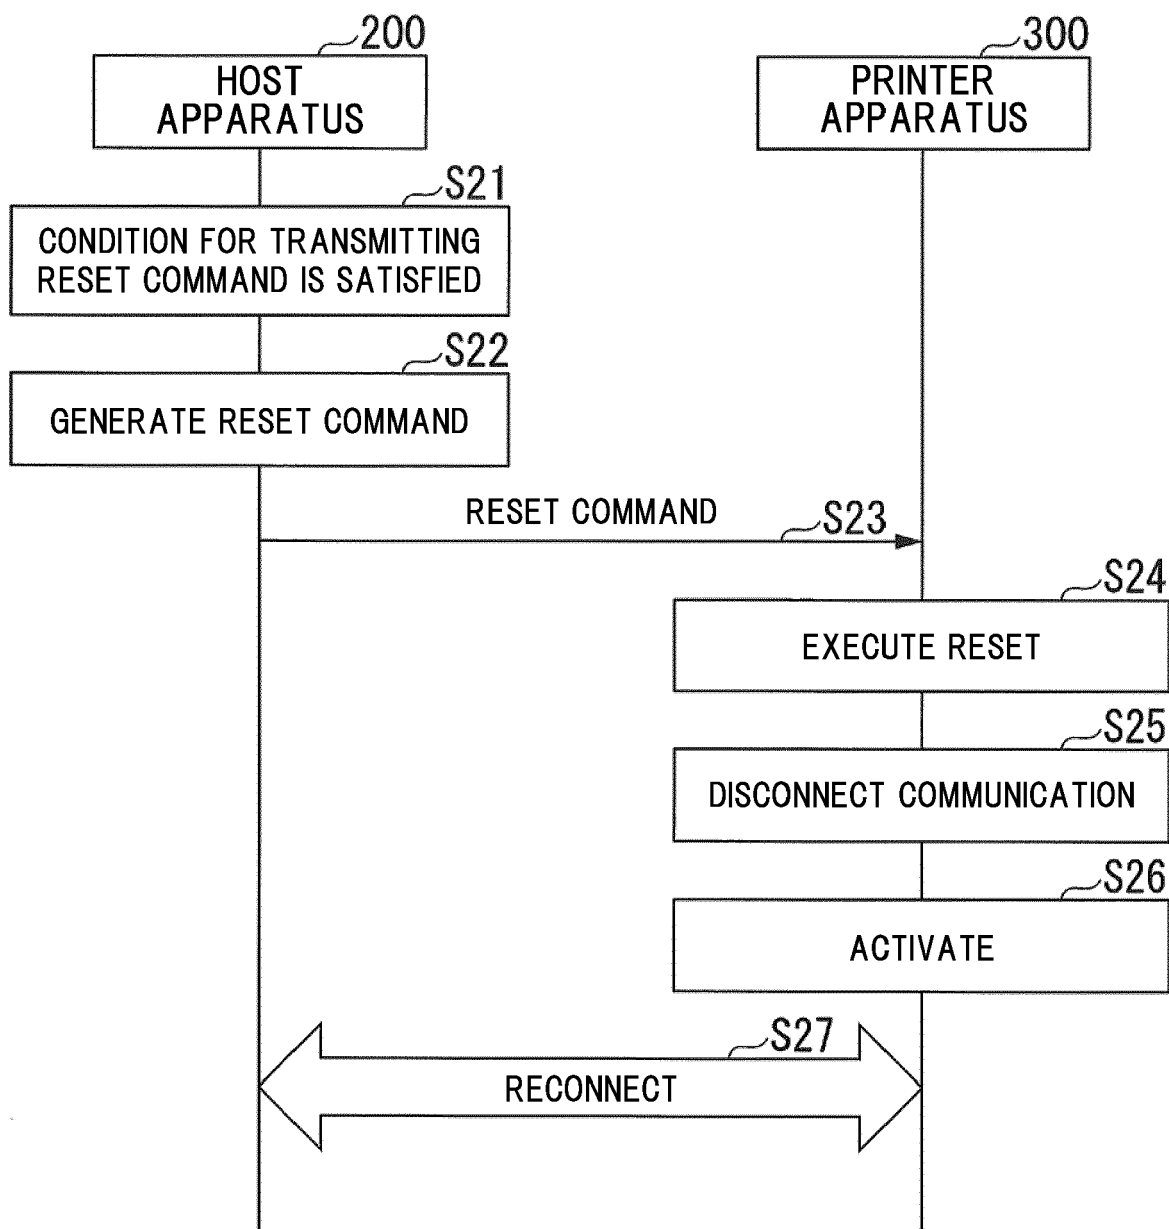 200
HOST
APPARATUS
300
PRINTER
APPARATUS
S21
CONDITION FOR TRANSMITTING
RESET COMMAND IS SATISFIED
S22
GENERATE RESET COMMAND
RESET COMMAND
S23
S24
EXECUTE RESET
S25
DISCONNECT COMMUNICATION
S26
ACTIVATE
S27
RECONNECT